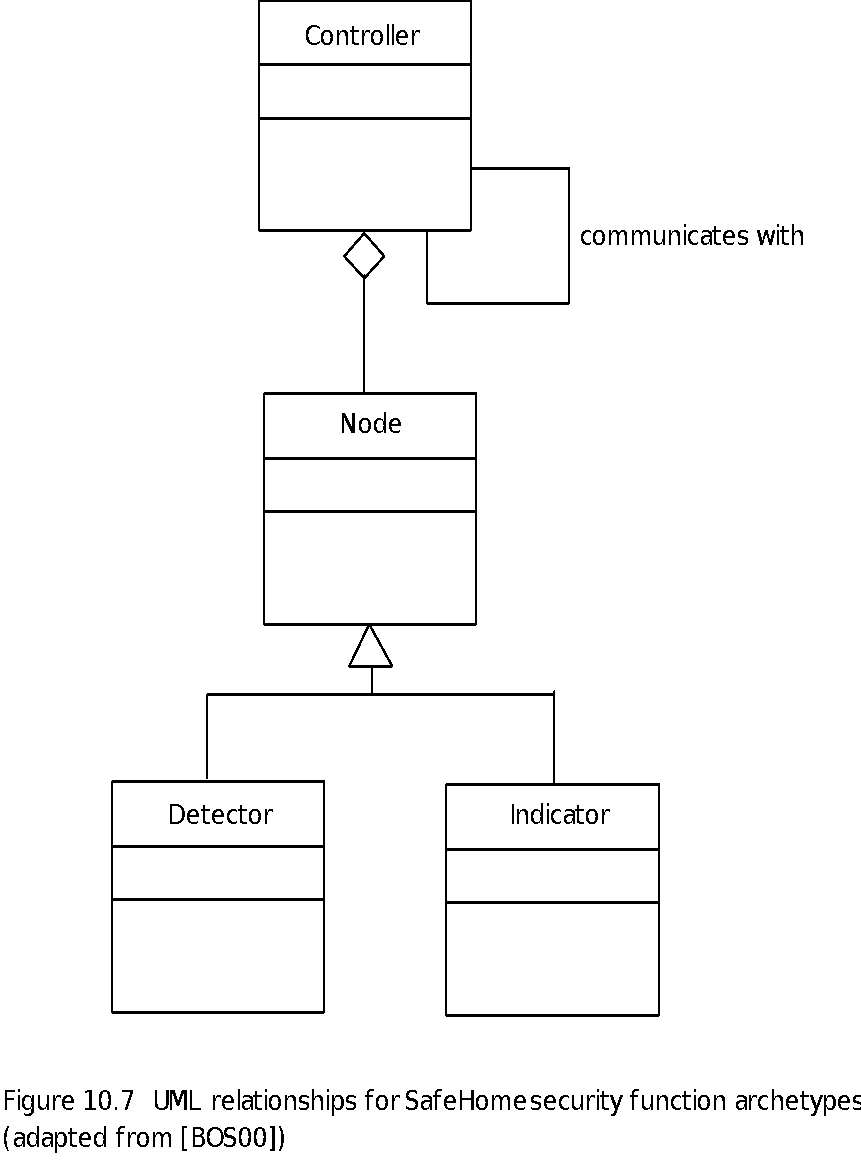 Controller
communicates with
Node
Detector
Indicator
Figure 10.7 UML relationships for SafeHome security function archetypes
(adapted from [BOS00])